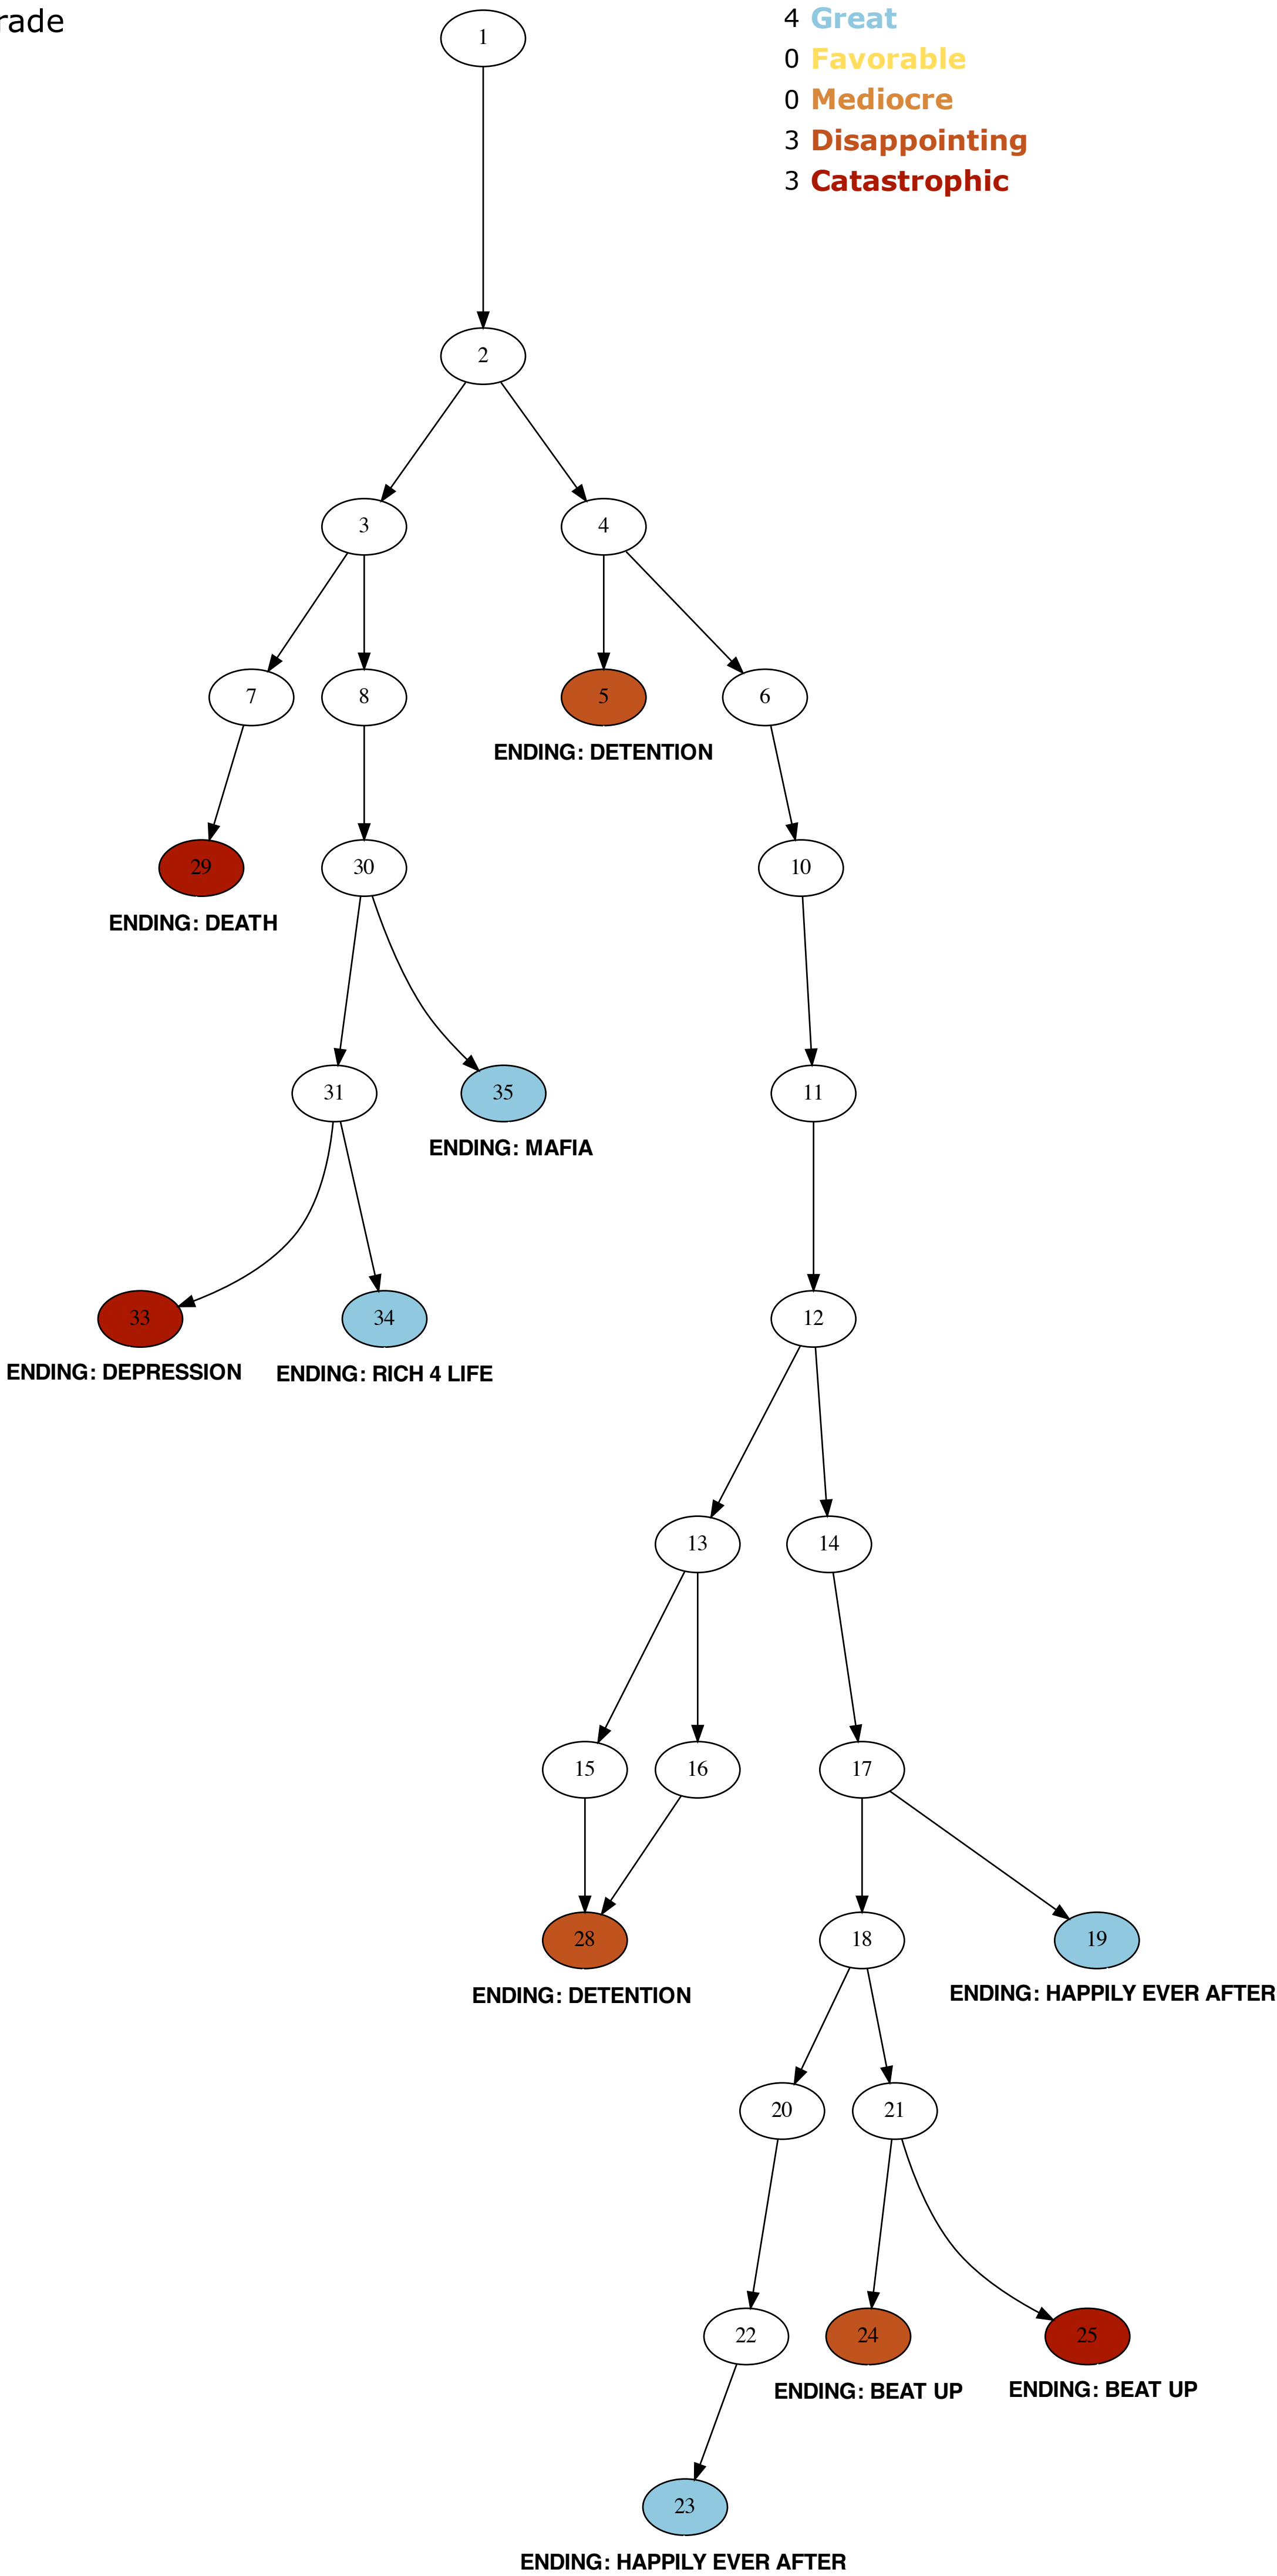 rade
4 Great
0 Favorable
0 Mediocre
3 Disappointing
3 Catastrophic
1
2
3 4
7 8 5 6
ENDING: DETENTION
29 30 10
ENDING: DEATH
31 35 11
ENDING: MAFIA
33 34 12
ENDING: DEPRESSION ENDING: RICH 4 LIFE
13 14
15 16 17
28 18 19
ENDING: DETENTION ENDING: HAPPILY EVER AFTER
20 21
22 24 25
ENDING: BEAT UP ENDING: BEAT UP
23
ENDING: HAPPILY EVER AFTER